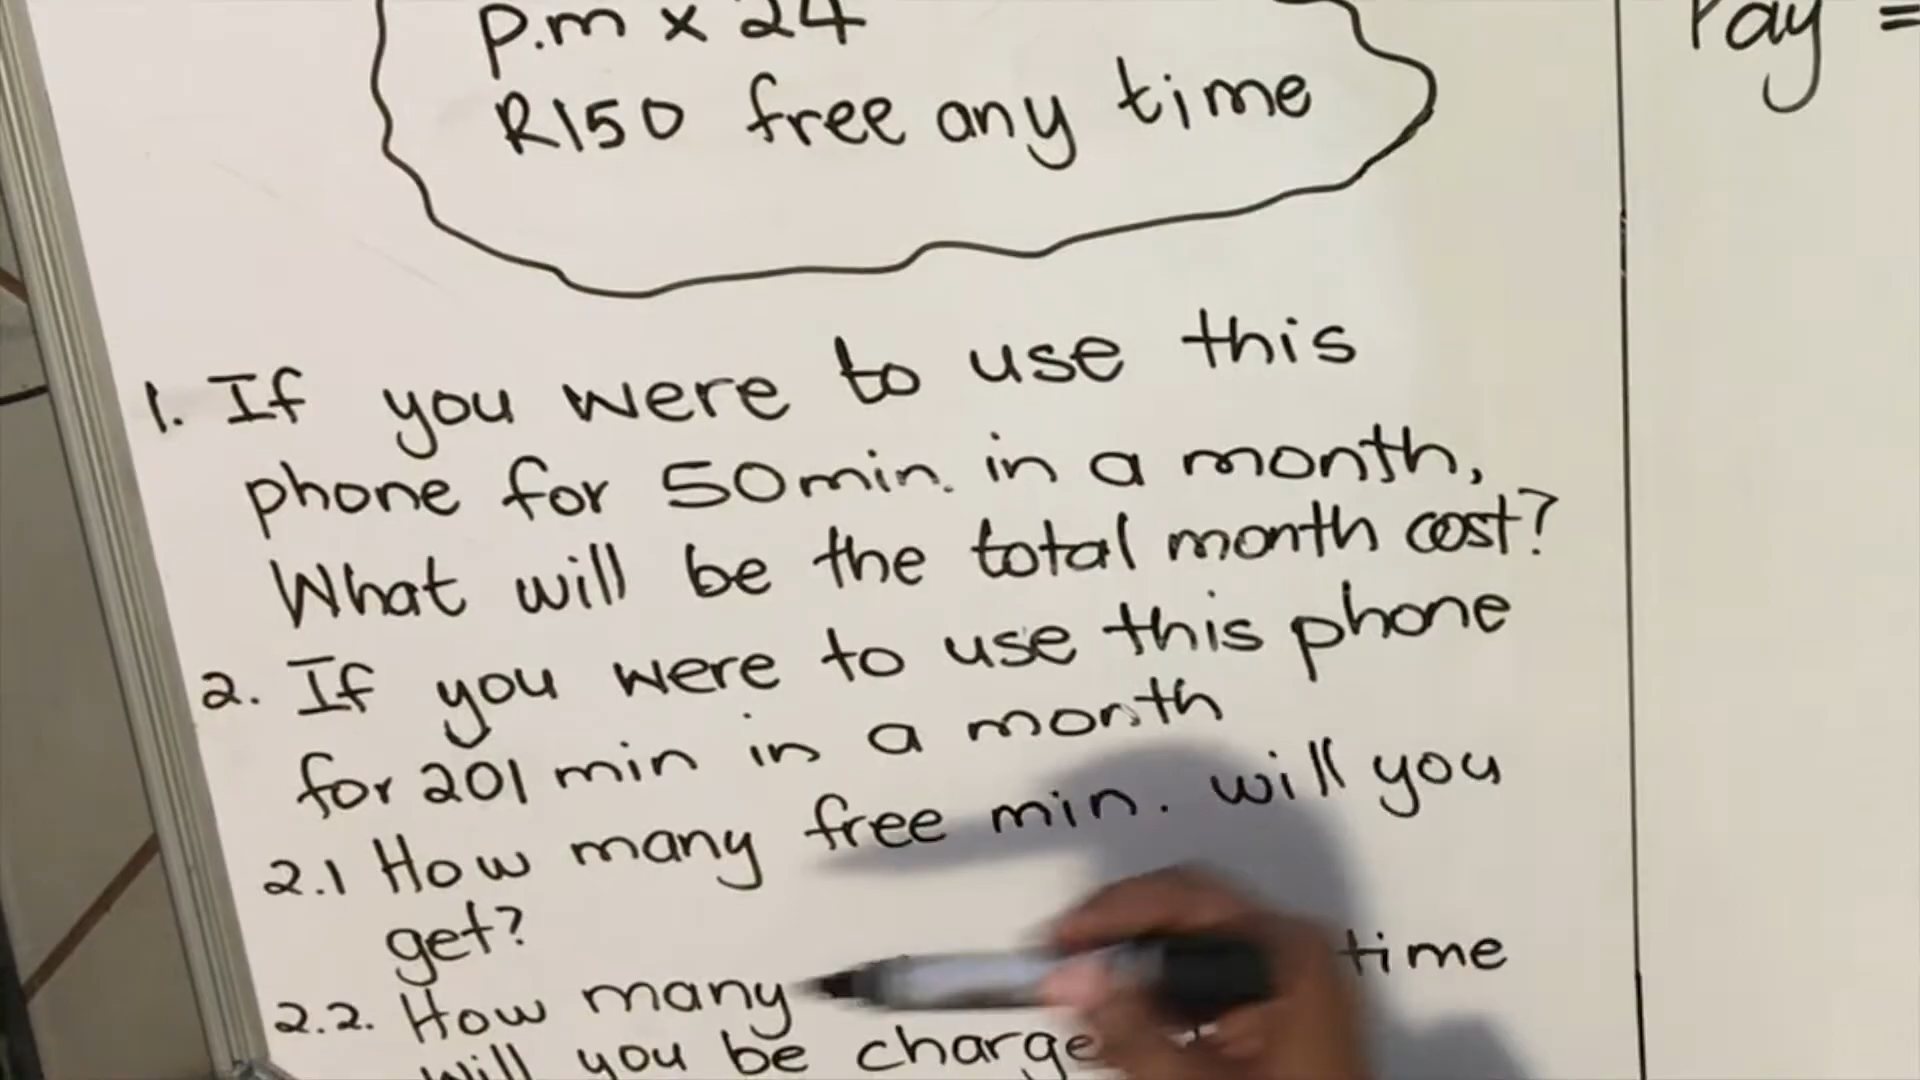 p.m x 24
R150 free any time
Pay =
1. If you were to use this
phone for 50min. in a month,
What will be the total month cost?
2. If you were to use this phone
for 201 min in a month
2.1 How many free min. will you
get?
2.2. How many time
will you be charge